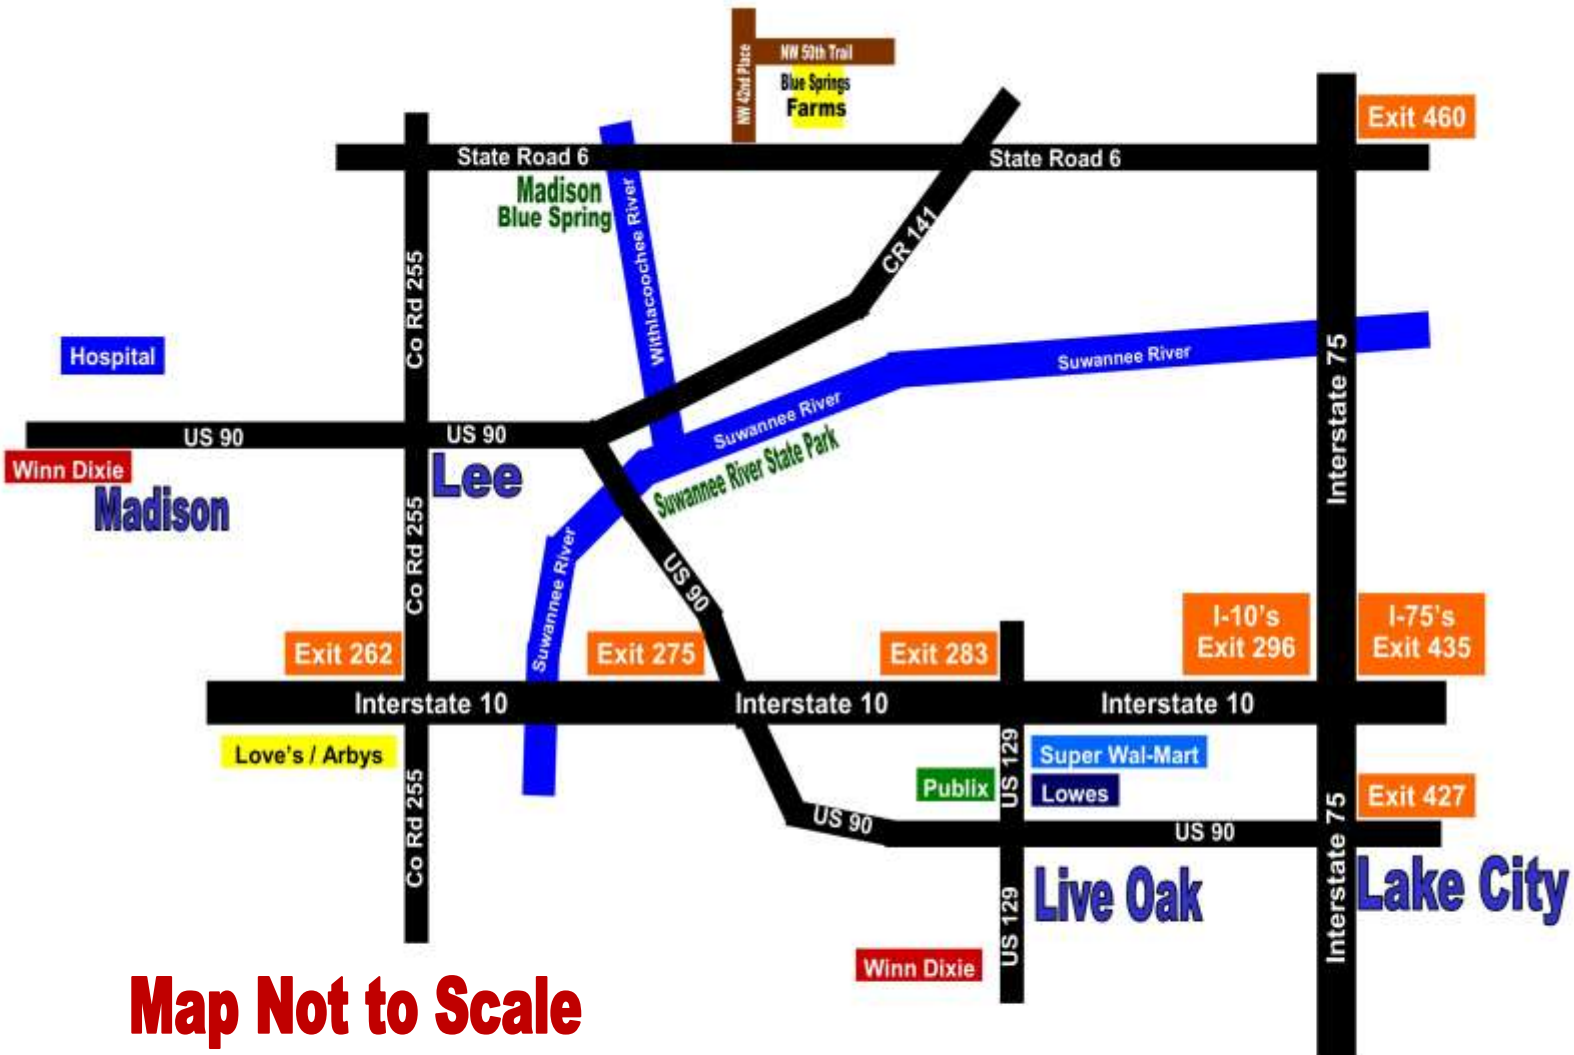 NW 42nd Place
NW 50th Trail
Blue Springs
Farms
Exit 460
State Road 6
State Road 6
Madison
Blue Spring
Withlacoochee River
CR 141
Co Rd 255
Hospital
Suwannee River
Suwannee River
Interstate 75
US 90
US 90
Winn Dixie
Madison
Lee
Suwannee River State Park
Co Rd 255
Suwannee River
US 90
I-10's
Exit 296
I-75's
Exit 435
Exit 262
Exit 275
Exit 283
Interstate 10
Interstate 10
Interstate 10
Love's / Arbys
US 129
Super Wal-Mart
Publix
Lowes
Exit 427
Co Rd 255
US 90
US 90
Interstate 75
Live Oak
Lake City
US 129
Winn Dixie
Map Not to Scale